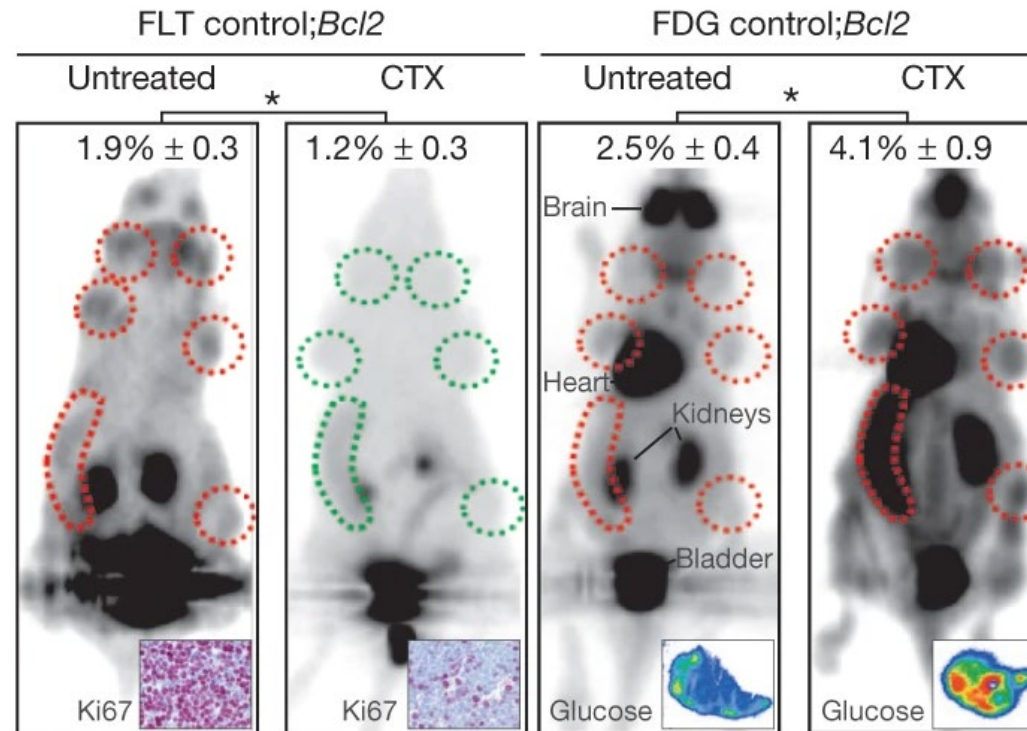 FLT control;Bcl2
FDG control;Bcl2
Untreated
CTX
Untreated
CTX
*
*
1.9% ± 0.3
1.2% ± 0.3
2.5% ± 0.4
4.1% ± 0.9
Brain
Heart
Kidneys
Bladder
Ki67
Ki67
Glucose
Glucose